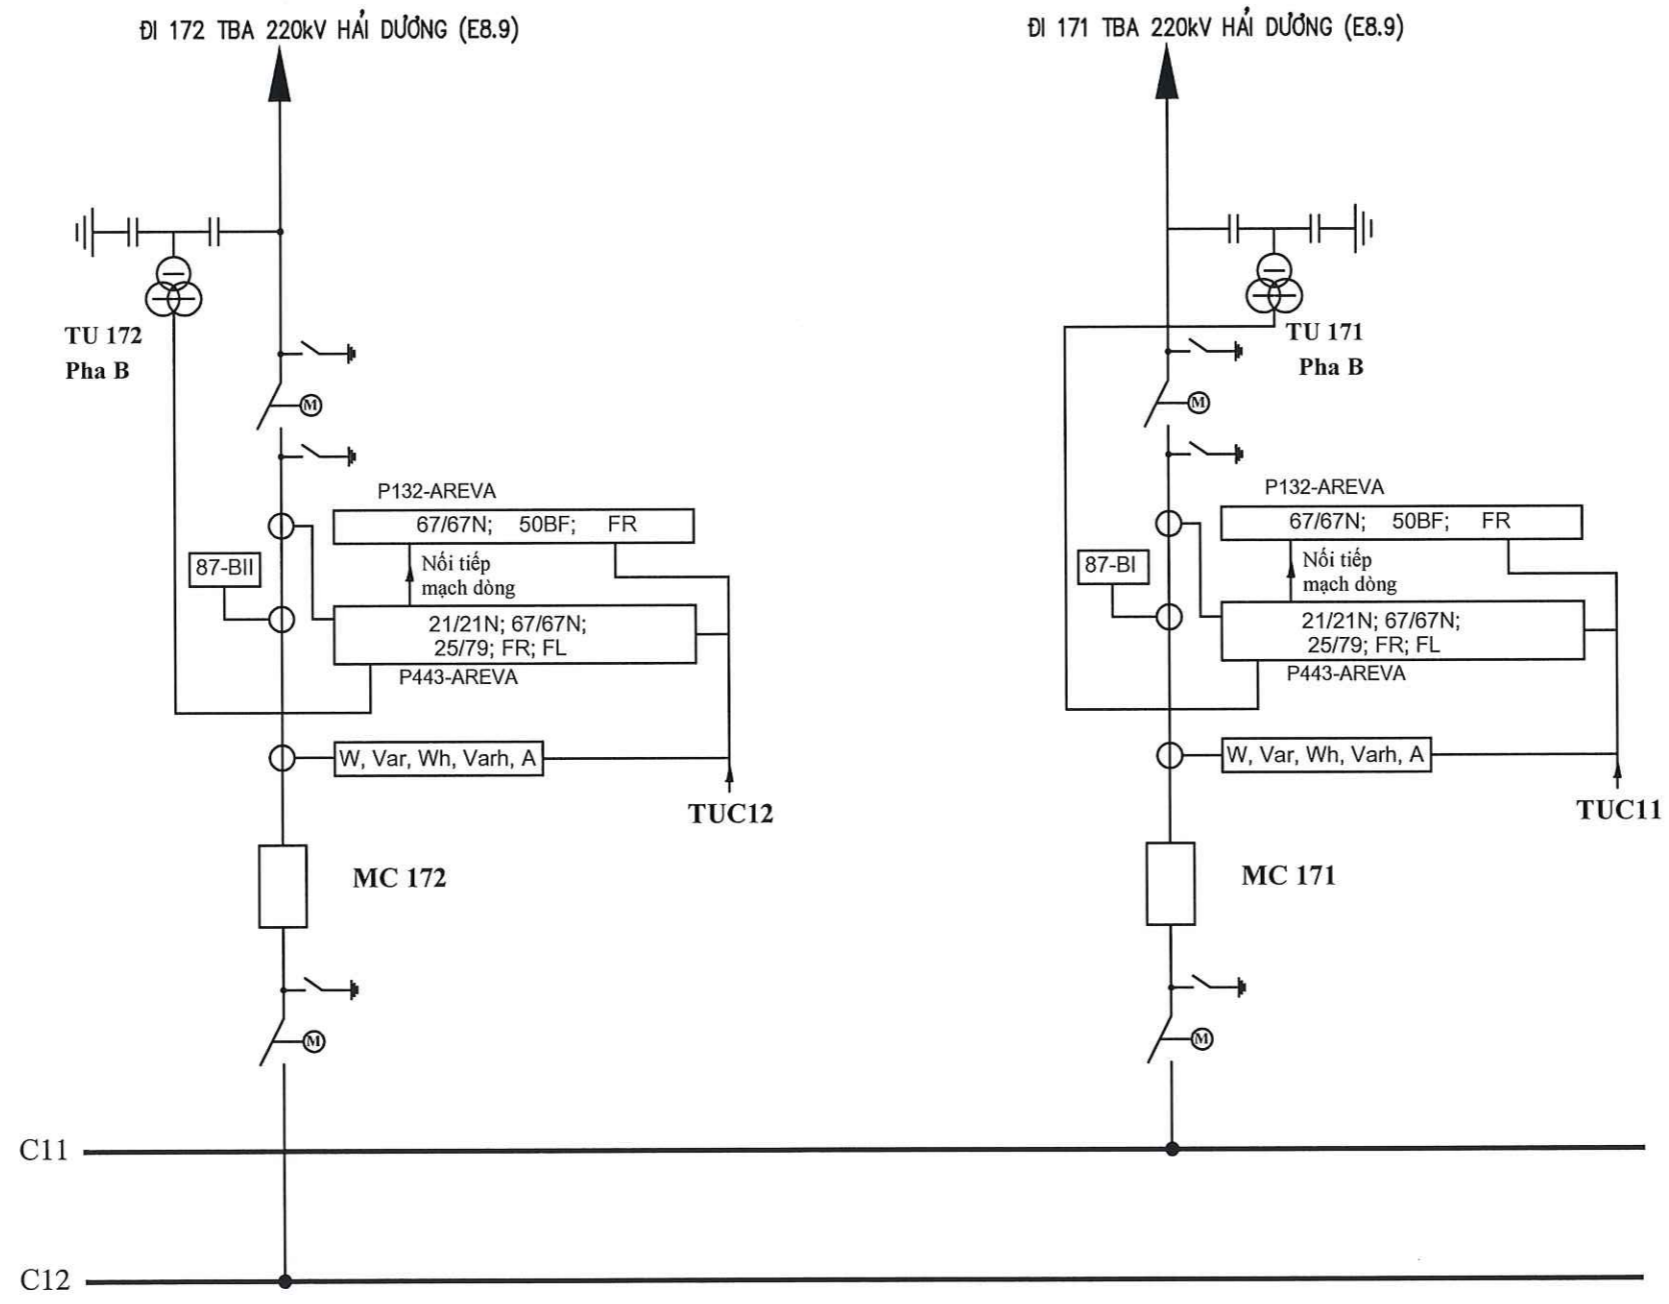 ĐI 172 TBA 220kV HẢI DƯƠNG (E8.9)
TU 172
Pha B
M
P132-AREVA
67/67N; 50BF; FR
87-BII
Nối tiếp
mạch dòng
21/21N; 67/67N;
25/79; FR; FL
P443-AREVA
W, Var, Wh, Varh, A
TUC12
MC 172
M
ĐI 171 TBA 220kV HẢI DƯƠNG (E8.9)
TU 171
Pha B
M
P132-AREVA
67/67N; 50BF; FR
87-BI
Nối tiếp
mạch dòng
21/21N; 67/67N;
25/79; FR; FL
P443-AREVA
W, Var, Wh, Varh, A
TUC11
MC 171
M
C11
C12